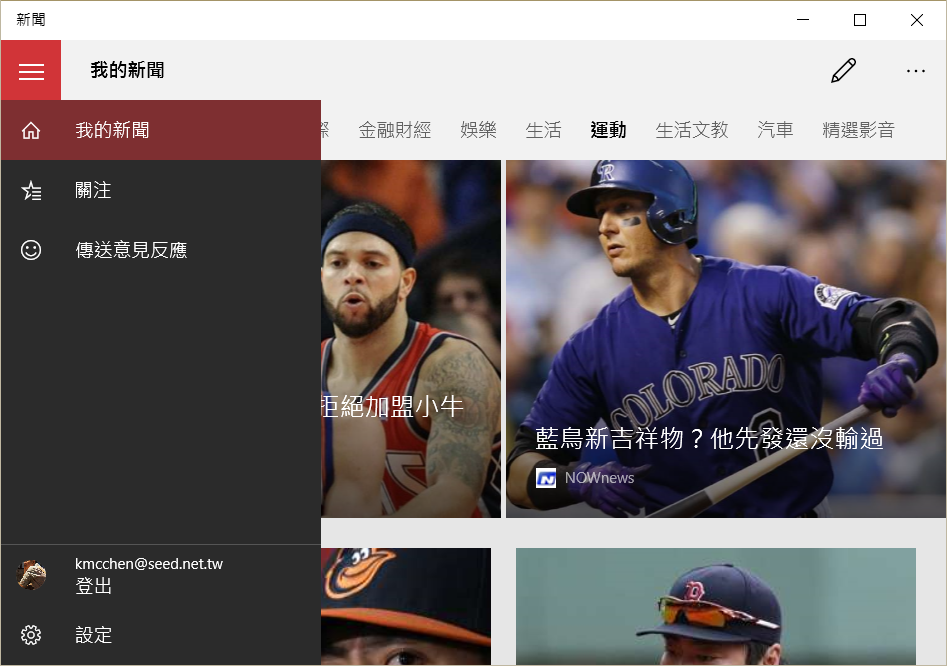 新聞
我的新聞
我的新聞
際 金融財經 娛樂 生活 運動 生活文教 汽車 精選影音
關注
傳送意見反應
拒絕加盟小牛
COLORADO
藍鳥新吉祥物？他先發還沒輸過
N NOWnews
kmcchen@seed.net.tw
登出
設定
B